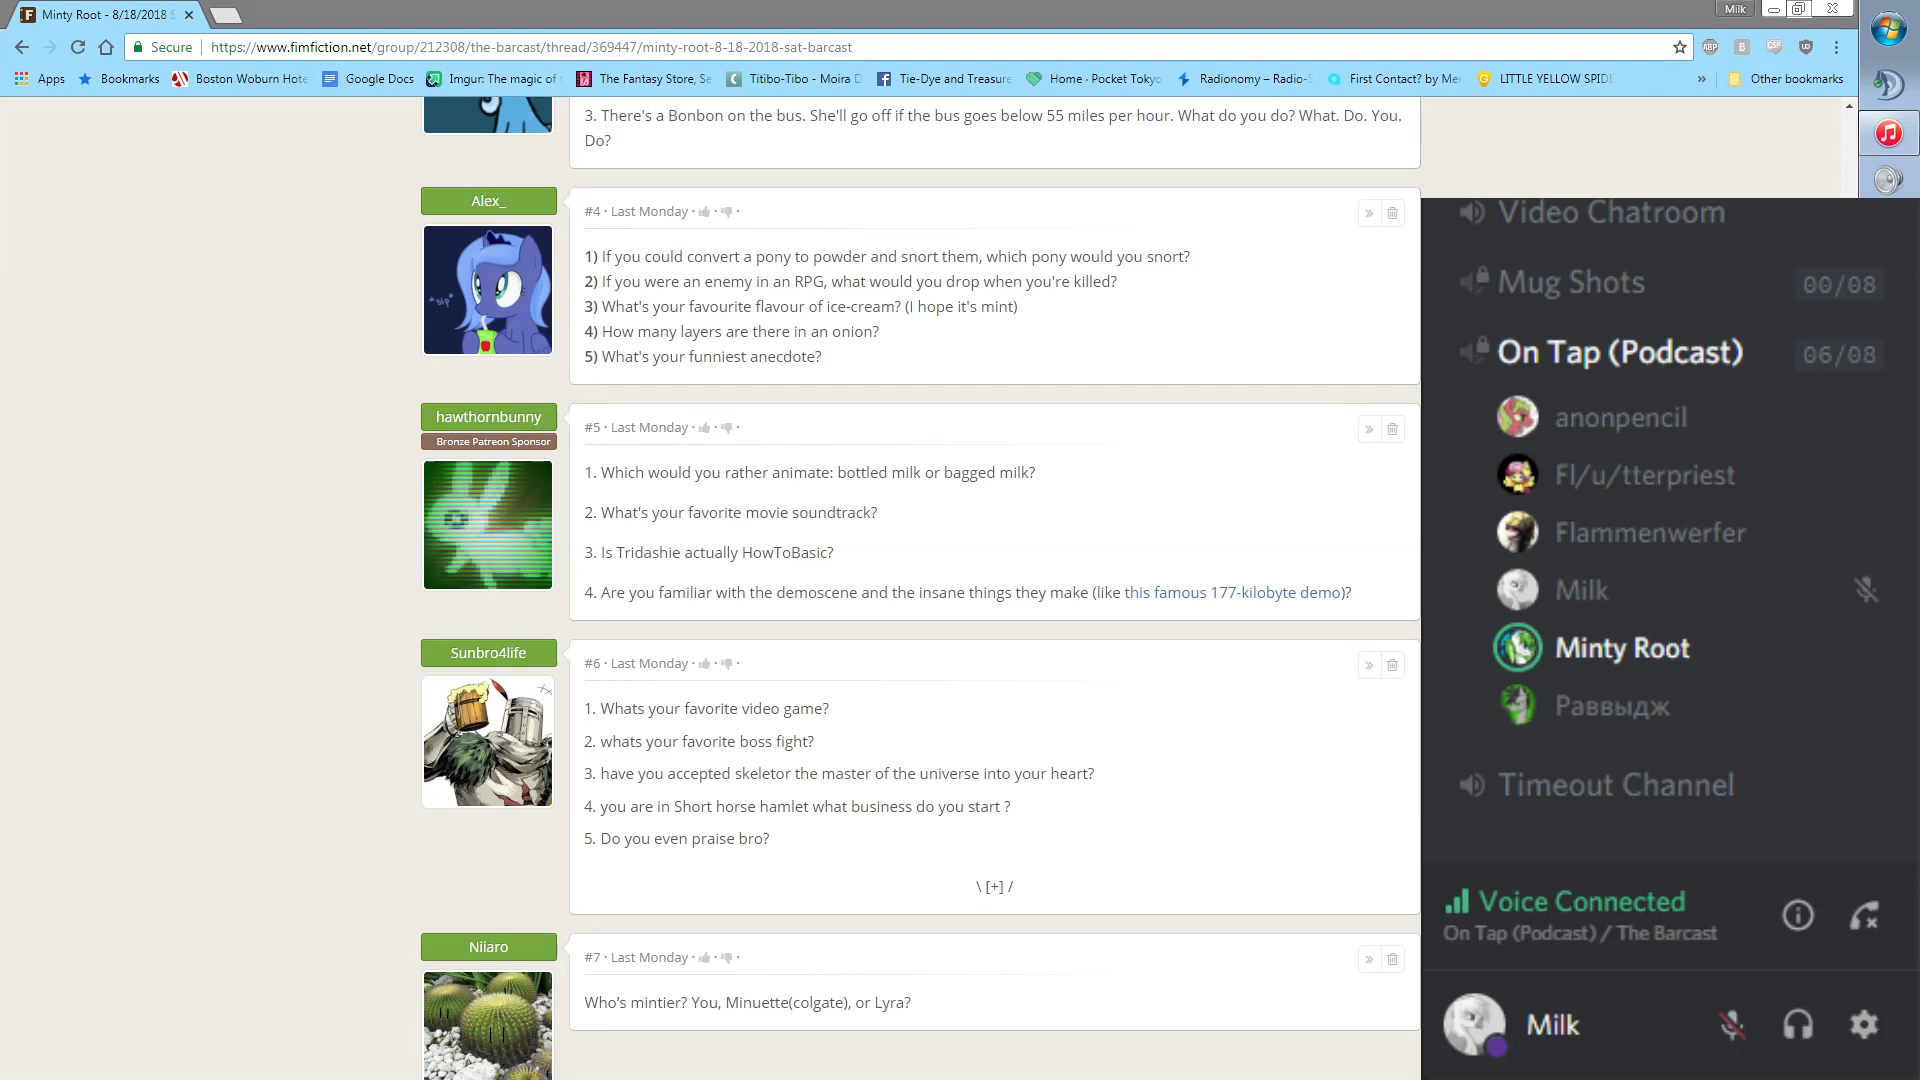 Minty Root - 8/18/2018 S
Milk
Secure
https://www.fimfiction.net/group/212308/the-barcast/thread/369447/minty-root-8-18-2018-sat-barcast
Apps
Bookmarks
Boston Woburn Hote
Google Docs
Imgur: The magic of
The Fantasy Store, Se
Titibo-Tibo - Moira D
Tie-Dye and Treasure
Home · Pocket Tokyo
Radionomy – Radio-S
First Contact? by Me
LITTLE YELLOW SPID
»
Other bookmarks
3. There's a Bonbon on the bus. She'll go off if the bus goes below 55 miles per hour. What do you do? What. Do. You.
Do?
Alex_
#4 · Last Monday
1) If you could convert a pony to powder and snort them, which pony would you snort?
2) If you were an enemy in an RPG, what would you drop when you're killed?
3) What's your favourite flavour of ice-cream? (I hope it's mint)
4) How many layers are there in an onion?
5) What's your funniest anecdote?
*sip*
hawthornbunny
Bronze Patreon Sponsor
#5 · Last Monday
1. Which would you rather animate: bottled milk or bagged milk?
2. What's your favorite movie soundtrack?
3. Is Tridashie actually HowToBasic?
4. Are you familiar with the demoscene and the insane things they make (like this famous 177-kilobyte demo)?
Sunbro4life
#6 · Last Monday
1. Whats your favorite video game?
2. whats your favorite boss fight?
3. have you accepted skeletor the master of the universe into your heart?
4. you are in Short horse hamlet what business do you start ?
5. Do you even praise bro?
\ [+] /
Niiaro
#7 · Last Monday
Who's mintier? You, Minuette(colgate), or Lyra?
Video Chatroom
Mug Shots
00/08
On Tap (Podcast)
06/08
anonpencil
Fl/u/tterpriest
Flammenwerfer
Milk
Minty Root
Раввыдж
Timeout Channel
Voice Connected
On Tap (Podcast) / The Barcast
Milk